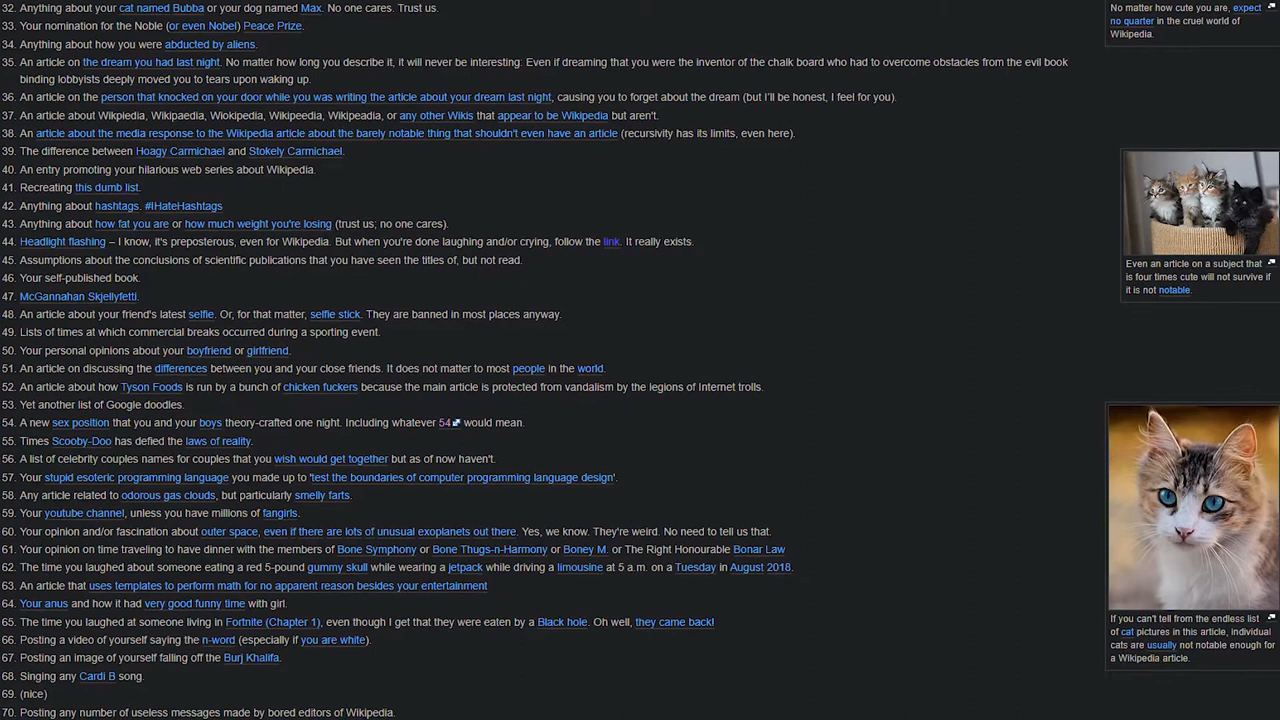 32. Anything about your cat named Bubba or your dog named Max. No one cares. Trust us.
33. Your nomination for the Noble (or even Nobel) Peace Prize.
34. Anything about how you were abducted by aliens.
35. An article on the dream you had last night. No matter how long you describe it, it will never be interesting. Even if dreaming that you were the inventor of the chalk board who had to overcome obstacles from the evil book
binding lobbyists deeply moved you to tears upon waking up.
36. An article on the person that knocked on your door while you was writing the article about your dream last night, causing you to forget about the dream (but I'll be honest, I feel for you).
37. An article about Wikpiedia, Wikipaedia, Wiokipedia, Wikipeedia, Wikipeadia, or any other Wikis that appear to be Wikipedia but aren't.
38. An article about the media response to the Wikipedia article about the barely notable thing that shouldn't even have an article (recursivity has its limits, even here).
39. The difference between Hoagy Carmichael and Stokely Carmichael.
40. An entry promoting your hilarious web series about Wikipedia.
41. Recreating this dumb list.
42. Anything about hashtags. #IHateHashtags
43. Anything about how fat you are or how much weight you're losing (trust us; no one cares).
44. Headlight flashing – I know, it's preposterous, even for Wikipedia. But when you're done laughing and/or crying, follow the link. It really exists.
45. Assumptions about the conclusions of scientific publications that you have seen the titles of, but not read.
46. Your self-published book.
47. McGannahan Skjellyfetti.
48. An article about your friend's latest selfie. Or, for that matter, selfie stick. They are banned in most places anyway.
49. Lists of times at which commercial breaks occurred during a sporting event.
50. Your personal opinions about your boyfriend or girlfriend.
51. An article on discussing the differences between you and your close friends. It does not matter to most people in the world.
52. An article about how Tyson Foods is run by a bunch of chicken fuckers because the main article is protected from vandalism by the legions of Internet trolls.
53. Yet another list of Google doodles.
54. A new sex position that you and your boys theory-crafted one night. Including whatever 54 would mean.
55. Times Scooby-Doo has defied the laws of reality.
56. A list of celebrity couples names for couples that you wish would get together but as of now haven't.
57. Your stupid esoteric programming language you made up to 'test the boundaries of computer programming language design'.
58. Any article related to odorous gas clouds, but particularly smelly farts.
59. Your youtube channel, unless you have millions of fangirls.
60. Your opinion and/or fascination about outer space, even if there are lots of unusual exoplanets out there. Yes, we know. They're weird. No need to tell us that.
61. Your opinion on time traveling to have dinner with the members of Bone Symphony or Bone Thugs-n-Harmony or Boney M. or The Right Honourable Bonar Law
62. The time you laughed about someone eating a red 5-pound gummy skull while wearing a jetpack while driving a limousine at 5 a.m. on a Tuesday in August 2018.
63. An article that uses templates to perform math for no apparent reason besides your entertainment
64. Your anus and how it had very good funny time with girl.
65. The time you laughed at someone living in Fortnite (Chapter 1), even though I get that they were eaten by a Black hole. Oh well, they came back!
66. Posting a video of yourself saying the n-word (especially if you are white).
67. Posting an image of yourself falling off the Burj Khalifa.
68. Singing any Cardi B song.
69. (nice)
70. Posting any number of useless messages made by bored editors of Wikipedia.
No matter how cute you are, expect
no quarter in the cruel world of
Wikipedia.
Even an article on a subject that
is four times cute will not survive if
it is not notable.
If you can't tell from the endless list
of cat pictures in this article, individual
cats are usually not notable enough for
a Wikipedia article.